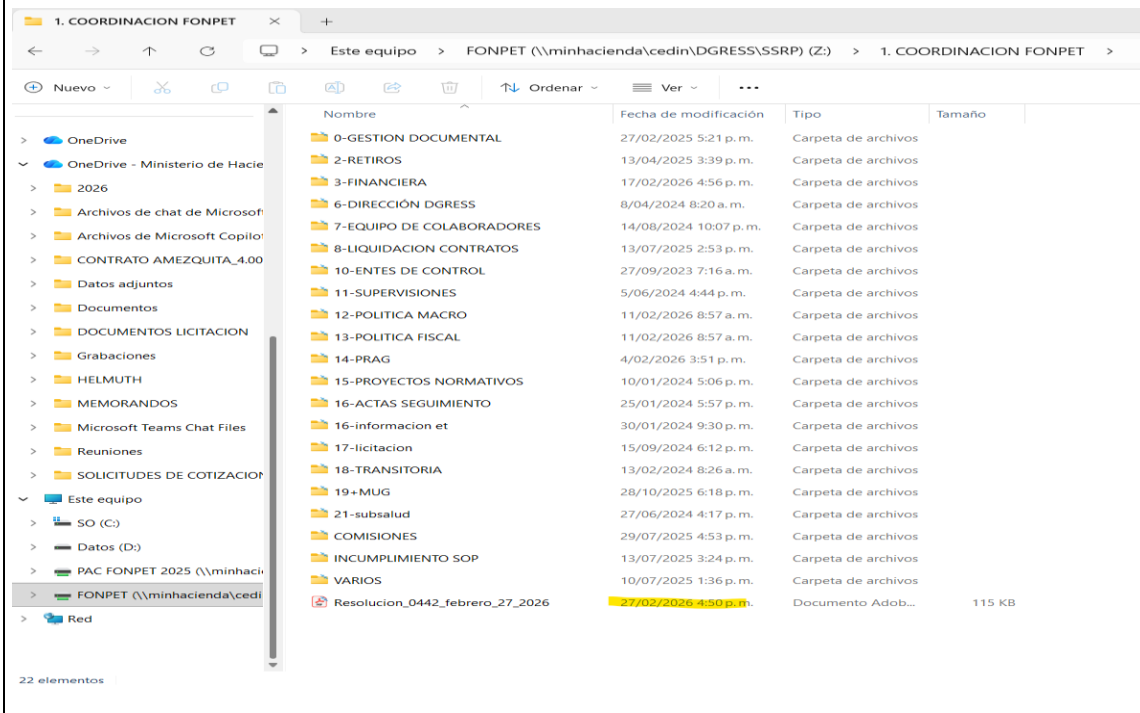 1. COORDINACION FONPET
Este equipo > FONPET (\\minhacienda\cedin\DGRESS\SSRP) (Z:) > 1. COORDINACION FONPET >
Nuevo Ordenar Ver ...
Nombre Fecha de modificación Tipo Tamaño
OneDrive
OneDrive - Ministerio de Hacie
2026
Archivos de chat de Microsoft
Archivos de Microsoft Copilot
CONTRATO AMEZQUITA_4.00
Datos adjuntos
Documentos
DOCUMENTOS LICITACION
Grabaciones
HELMUTH
MEMORANDOS
Microsoft Teams Chat Files
Reuniones
SOLICITUDES DE COTIZACION
Este equipo
SO (C:)
Datos (D:)
PAC FONPET 2025 (\\minhacie
FONPET (\\minhacienda\cedi
Red
0-GESTION DOCUMENTAL 27/02/2025 5:21 p. m. Carpeta de archivos
2-RETIROS 13/04/2025 3:39 p. m. Carpeta de archivos
3-FINANCIERA 17/02/2026 4:56 p. m. Carpeta de archivos
6-DIRECCIÓN DGRESS 8/04/2024 8:20 a. m. Carpeta de archivos
7-EQUIPO DE COLABORADORES 14/08/2024 10:07 p. m. Carpeta de archivos
8-LIQUIDACION CONTRATOS 13/07/2025 2:53 p. m. Carpeta de archivos
10-ENTES DE CONTROL 27/09/2023 7:16 a. m. Carpeta de archivos
11-SUPERVISIONES 5/06/2024 4:44 p. m. Carpeta de archivos
12-POLITICA MACRO 11/02/2026 8:57 a. m. Carpeta de archivos
13-POLITICA FISCAL 11/02/2026 8:57 a. m. Carpeta de archivos
14-PRAG 4/02/2026 3:51 p. m. Carpeta de archivos
15-PROYECTOS NORMATIVOS 10/01/2024 5:06 p. m. Carpeta de archivos
16-ACTAS SEGUIMIENTO 25/01/2024 5:57 p. m. Carpeta de archivos
16-informacion et 30/01/2024 9:30 p. m. Carpeta de archivos
17-licitacion 15/09/2024 6:12 p. m. Carpeta de archivos
18-TRANSITORIA 13/02/2024 8:26 a. m. Carpeta de archivos
19+MUG 28/10/2025 6:18 p. m. Carpeta de archivos
21-subsalud 27/06/2024 4:17 p. m. Carpeta de archivos
COMISIONES 29/07/2025 4:53 p. m. Carpeta de archivos
INCUMPLIMIENTO SOP 13/07/2025 3:24 p. m. Carpeta de archivos
VARIOS 10/07/2025 1:36 p. m. Carpeta de archivos
Resolucion_0442_febrero_27_2026 27/02/2026 4:50 p. m. Documento Adob... 115 KB
22 elementos